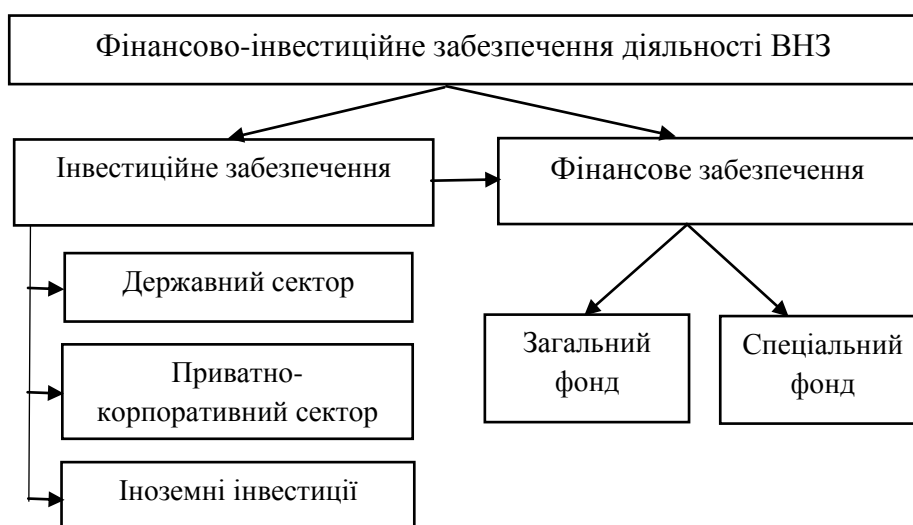 Фінансово-інвестиційне забезпечення діяльності ВНЗ
Інвестиційне забезпечення
Фінансове забезпечення
Державний сектор
Приватно-
корпоративний сектор
Іноземні інвестиції
Загальний
фонд
Спеціальний
фонд